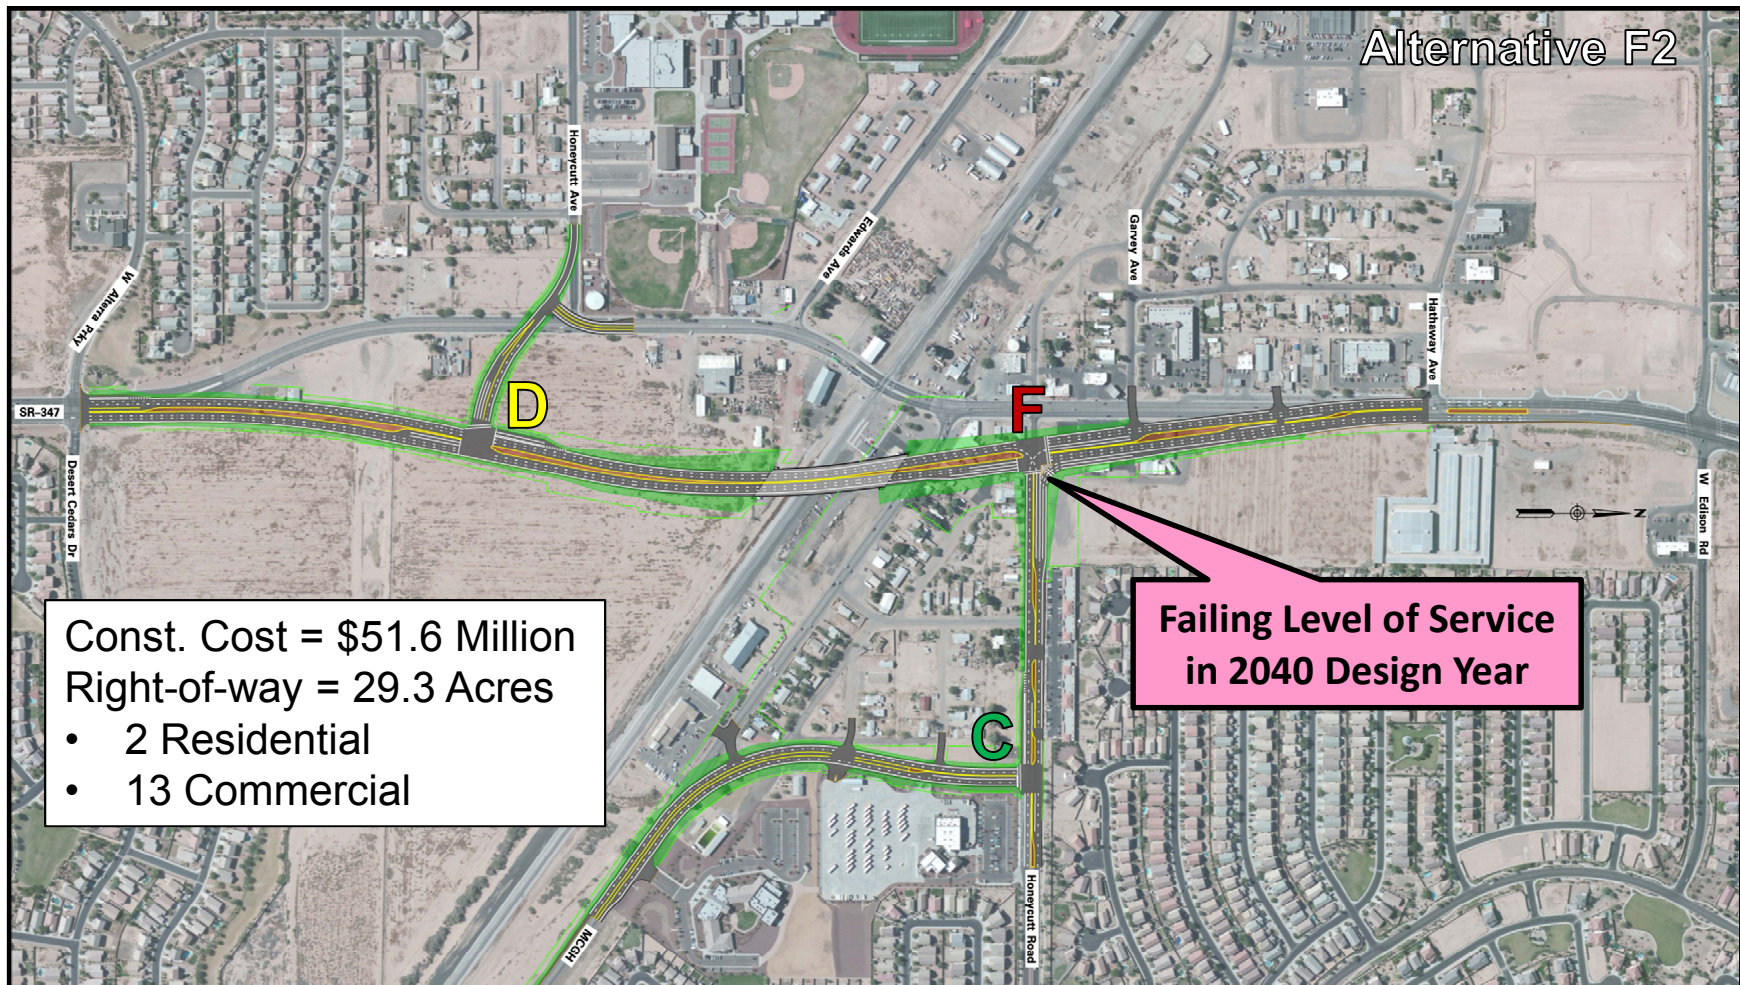 Alternative F2
Honeycutt Ave
Edwards Ave
Garvey Ave
W Alterra Prky
Hathaway Ave
SR-347
D
F
Desert Cedars Dr
W Edison Rd
N
Failing Level of Service
in 2040 Design Year
Const. Cost = $51.6 Million
Right-of-way = 29.3 Acres
• 2 Residential
• 13 Commercial
C
Honeycutt Road
MCGH